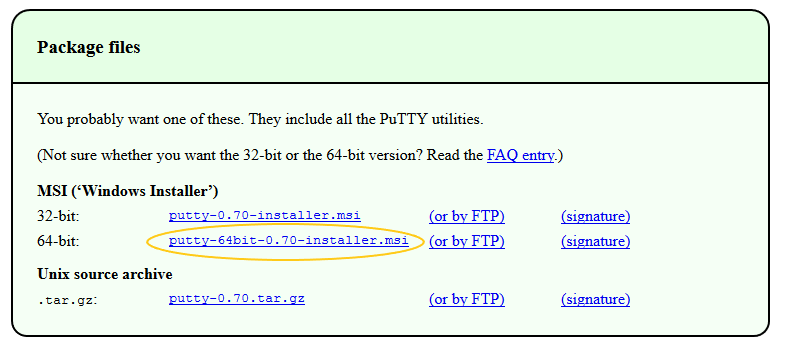 Package files
You probably want one of these. They include all the PuTTY utilities.
(Not sure whether you want the 32-bit or the 64-bit version? Read the FAQ entry.)
MSI (‘Windows Installer’)
32-bit: putty-0.70-installer.msi (or by FTP) (signature)
64-bit: putty-64bit-0.70-installer.msi (or by FTP) (signature)
Unix source archive
.tar.gz: putty-0.70.tar.gz (or by FTP) (signature)